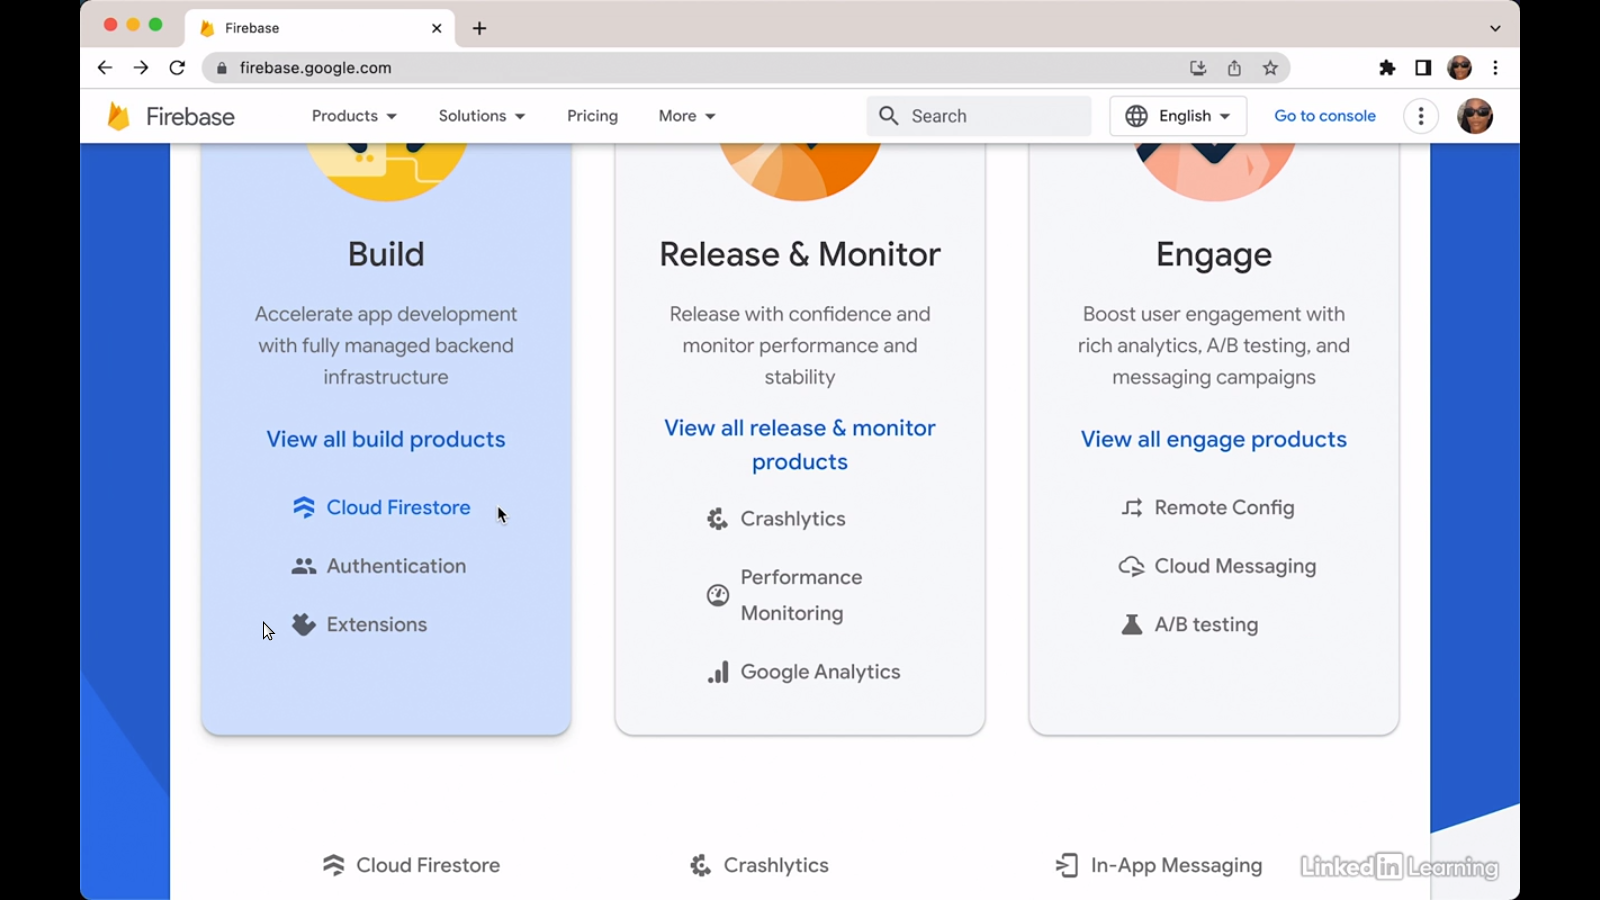 Firebase
firebase.google.com
Firebase
Products
Solutions
Pricing
More
Search
English
Go to console
Build
Accelerate app development
with fully managed backend
infrastructure
View all build products
Cloud Firestore
Authentication
Extensions
Release & Monitor
Release with confidence and
monitor performance and
stability
View all release & monitor
products
Crashlytics
Performance
Monitoring
Google Analytics
Engage
Boost user engagement with
rich analytics, A/B testing, and
messaging campaigns
View all engage products
Remote Config
Cloud Messaging
A/B testing
Cloud Firestore
Crashlytics
In-App Messaging
LinkedIn Learning